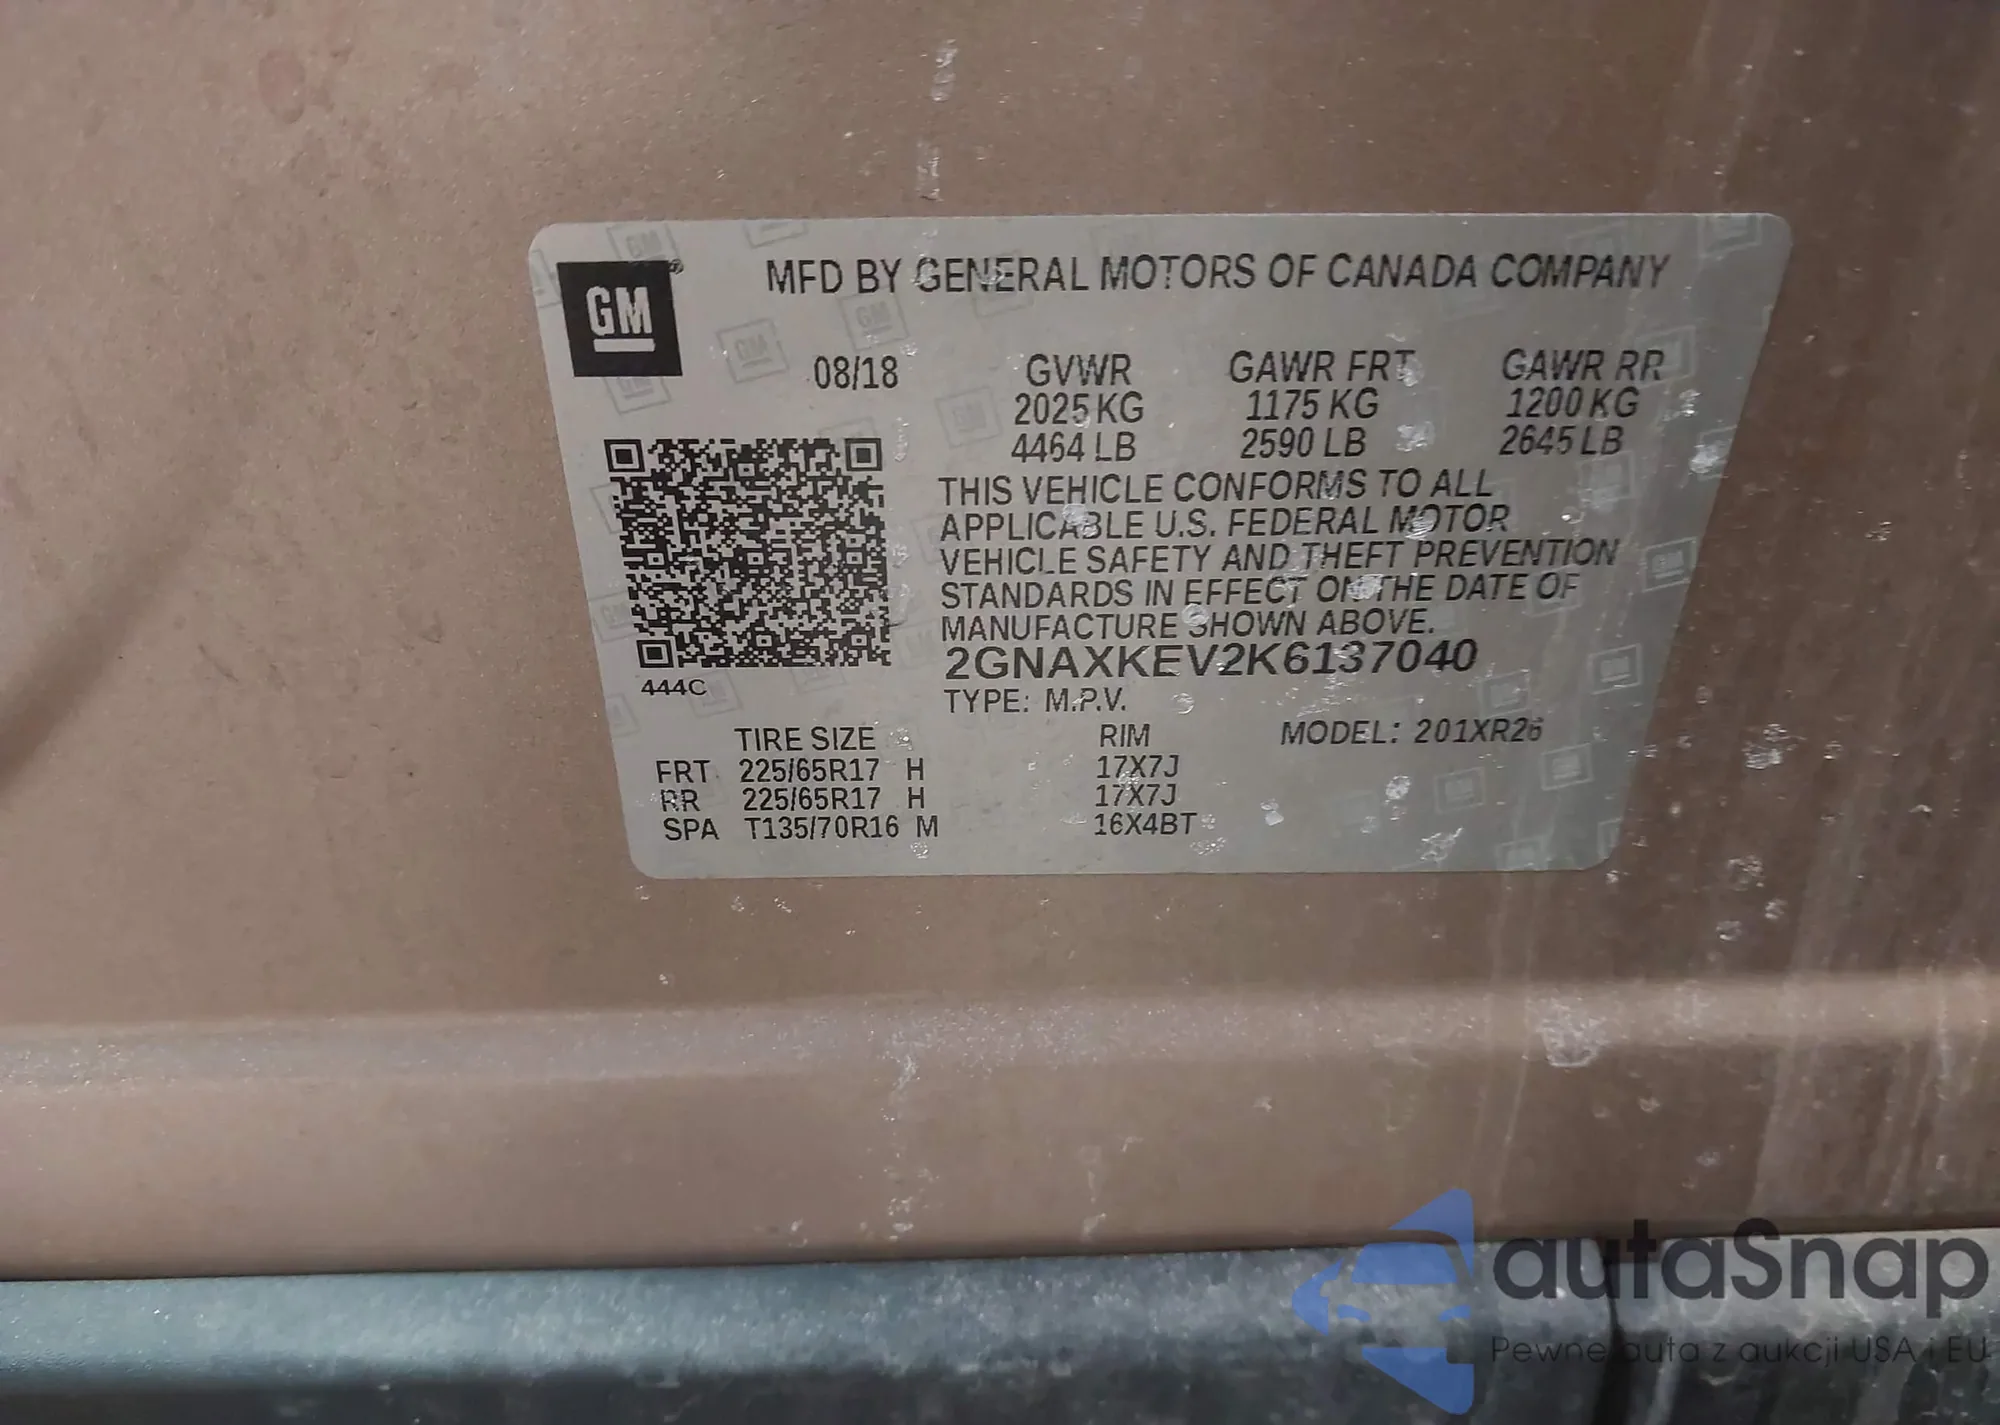 GM
MFD BY GENERAL MOTORS OF CANADA COMPANY
08/18 GVWR GAWR FRT GAWR RR
2025 KG 1175 KG 1200 KG
4464 LB 2590 LB 2645 LB
THIS VEHICLE CONFORMS TO ALL
APPLICABLE U.S. FEDERAL MOTOR
VEHICLE SAFETY AND THEFT PREVENTION
STANDARDS IN EFFECT ON THE DATE OF
MANUFACTURE SHOWN ABOVE.
2GNAXKEV2K6137040
444C
TYPE: M.P.V.
TIRE SIZE RIM MODEL: 201XR26
FRT 225/65R17 H 17X7J
RR 225/65R17 H 17X7J
SPA T135/70R16 M 16X4BT
autaSnap
Pewne auta z aukcji USA i EU